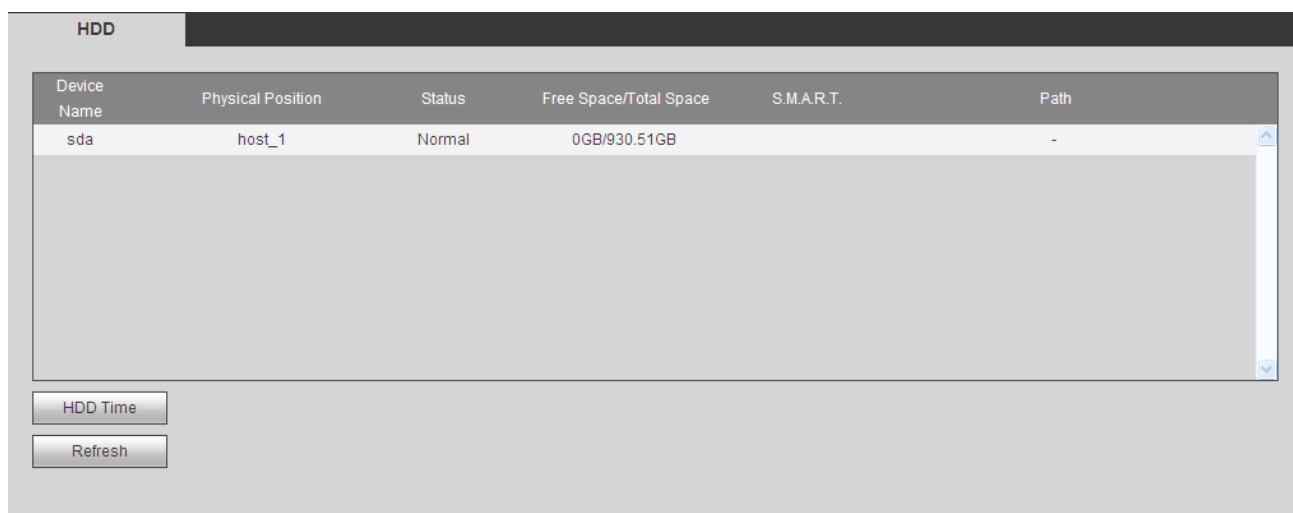 HDD
Device Name Physical Position Status Free Space/Total Space S.M.A.R.T. Path
sda host_1 Normal 0GB/930.51GB -
HDD Time
Refresh